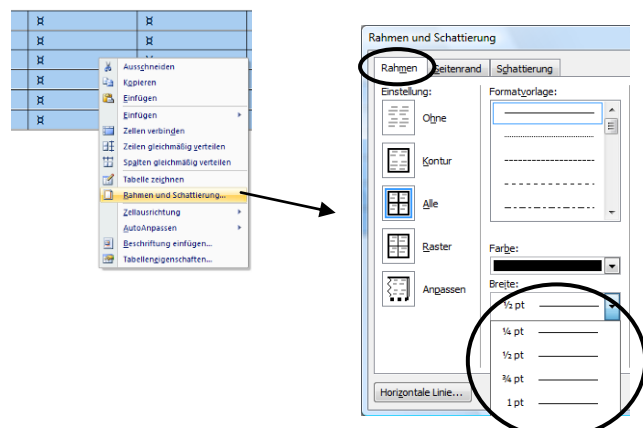 ¤ ¤
¤ ¤
¤
¤
¤
¤
Ausschneiden
Kopieren
Einfügen
Einfügen
Zellen verbinden
Zeilen gleichmäßig verteilen
Spalten gleichmäßig verteilen
Tabelle zeichnen
Rahmen und Schattierung...
Zellausrichtung
AutoAnpassen
Beschriftung einfügen...
Tabelleneigenschaften...
Rahmen und Schattierung
Rahmen Seitenrand Schattierung
Einstellung:
Ohne
Kontur
Alle
Raster
Anpassen
Formatvorlage:
Farbe:
Breite:
½ pt
¼ pt
½ pt
¾ pt
1 pt
Horizontale Linie...